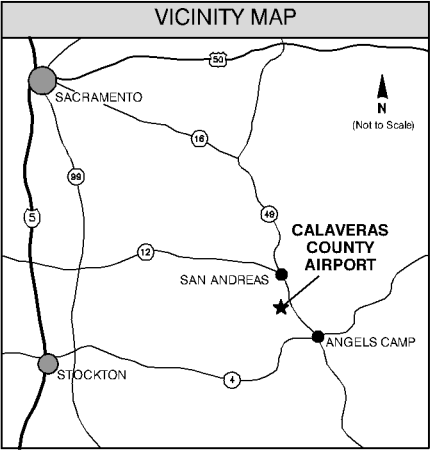 VICINITY MAP
50
SACRAMENTO
N
(Not to Scale)
16
99
49
5
CALAVERAS
COUNTY
AIRPORT
12
SAN ANDREAS
ANGELS CAMP
STOCKTON
4